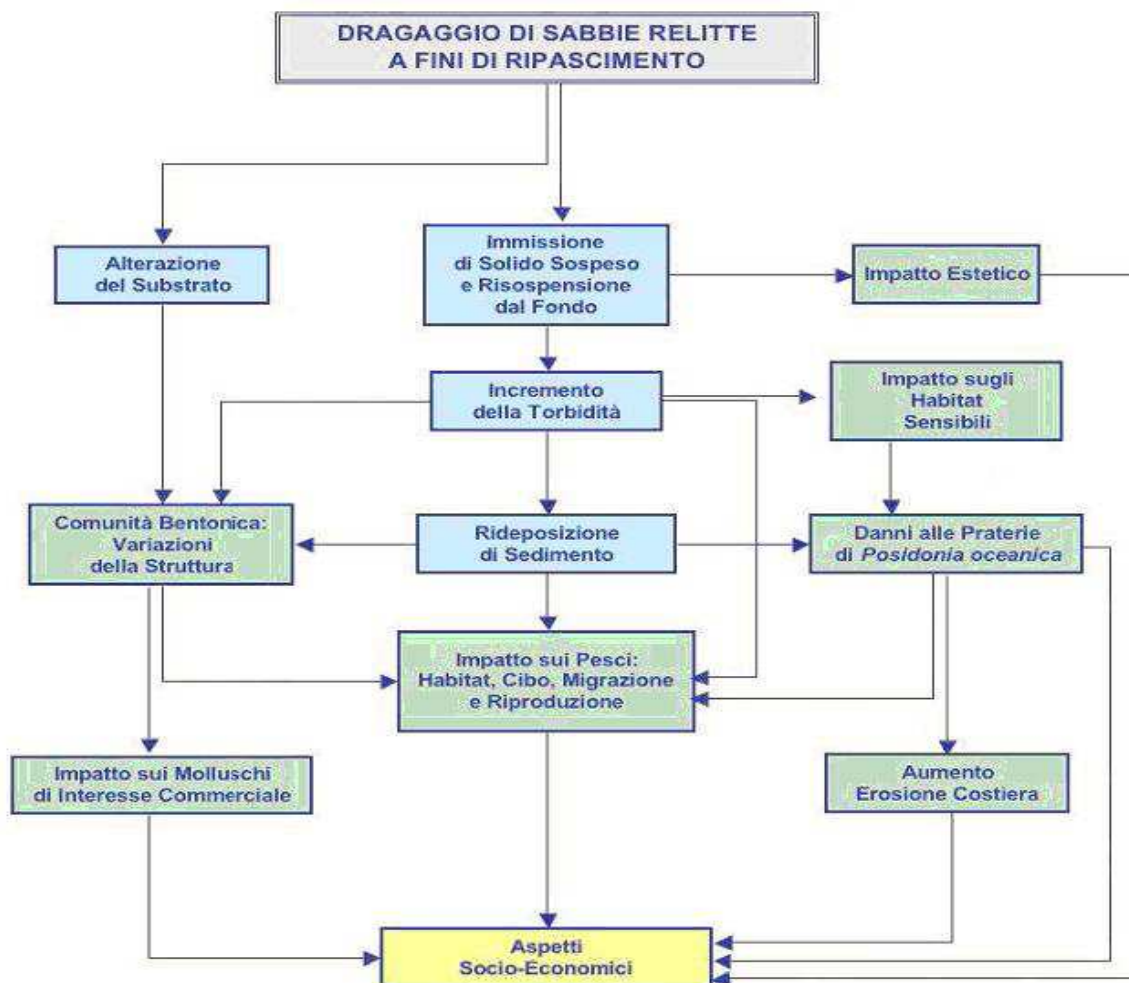 DRAGAGGIO DI SABBIE RELITTE
A FINI DI RIPASCIMENTO
Alterazione
del Substrato
Immissione
di Solido Sospeso
e Risospensione
dal Fondo
Impatto Estetico
Incremento
della Torbidità
Impatto sugli
Habitat
Sensibili
Comunità Bentonica:
Variazioni
della Struttura
Rideposizione
di Sedimento
Danni alle Praterie
di Posidonia oceanica
Impatto sui Pesci:
Habitat, Cibo, Migrazione
e Riproduzione
Impatto sui Molluschi
di Interesse Commerciale
Aumento
Erosione Costiera
Aspetti
Socio-Economici